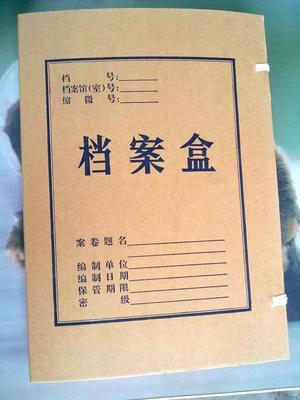 档 号:
档案馆(室)号:
缩 微 号:
档案盒
案卷题名
编制单位
编制日期
保管期限
密 级